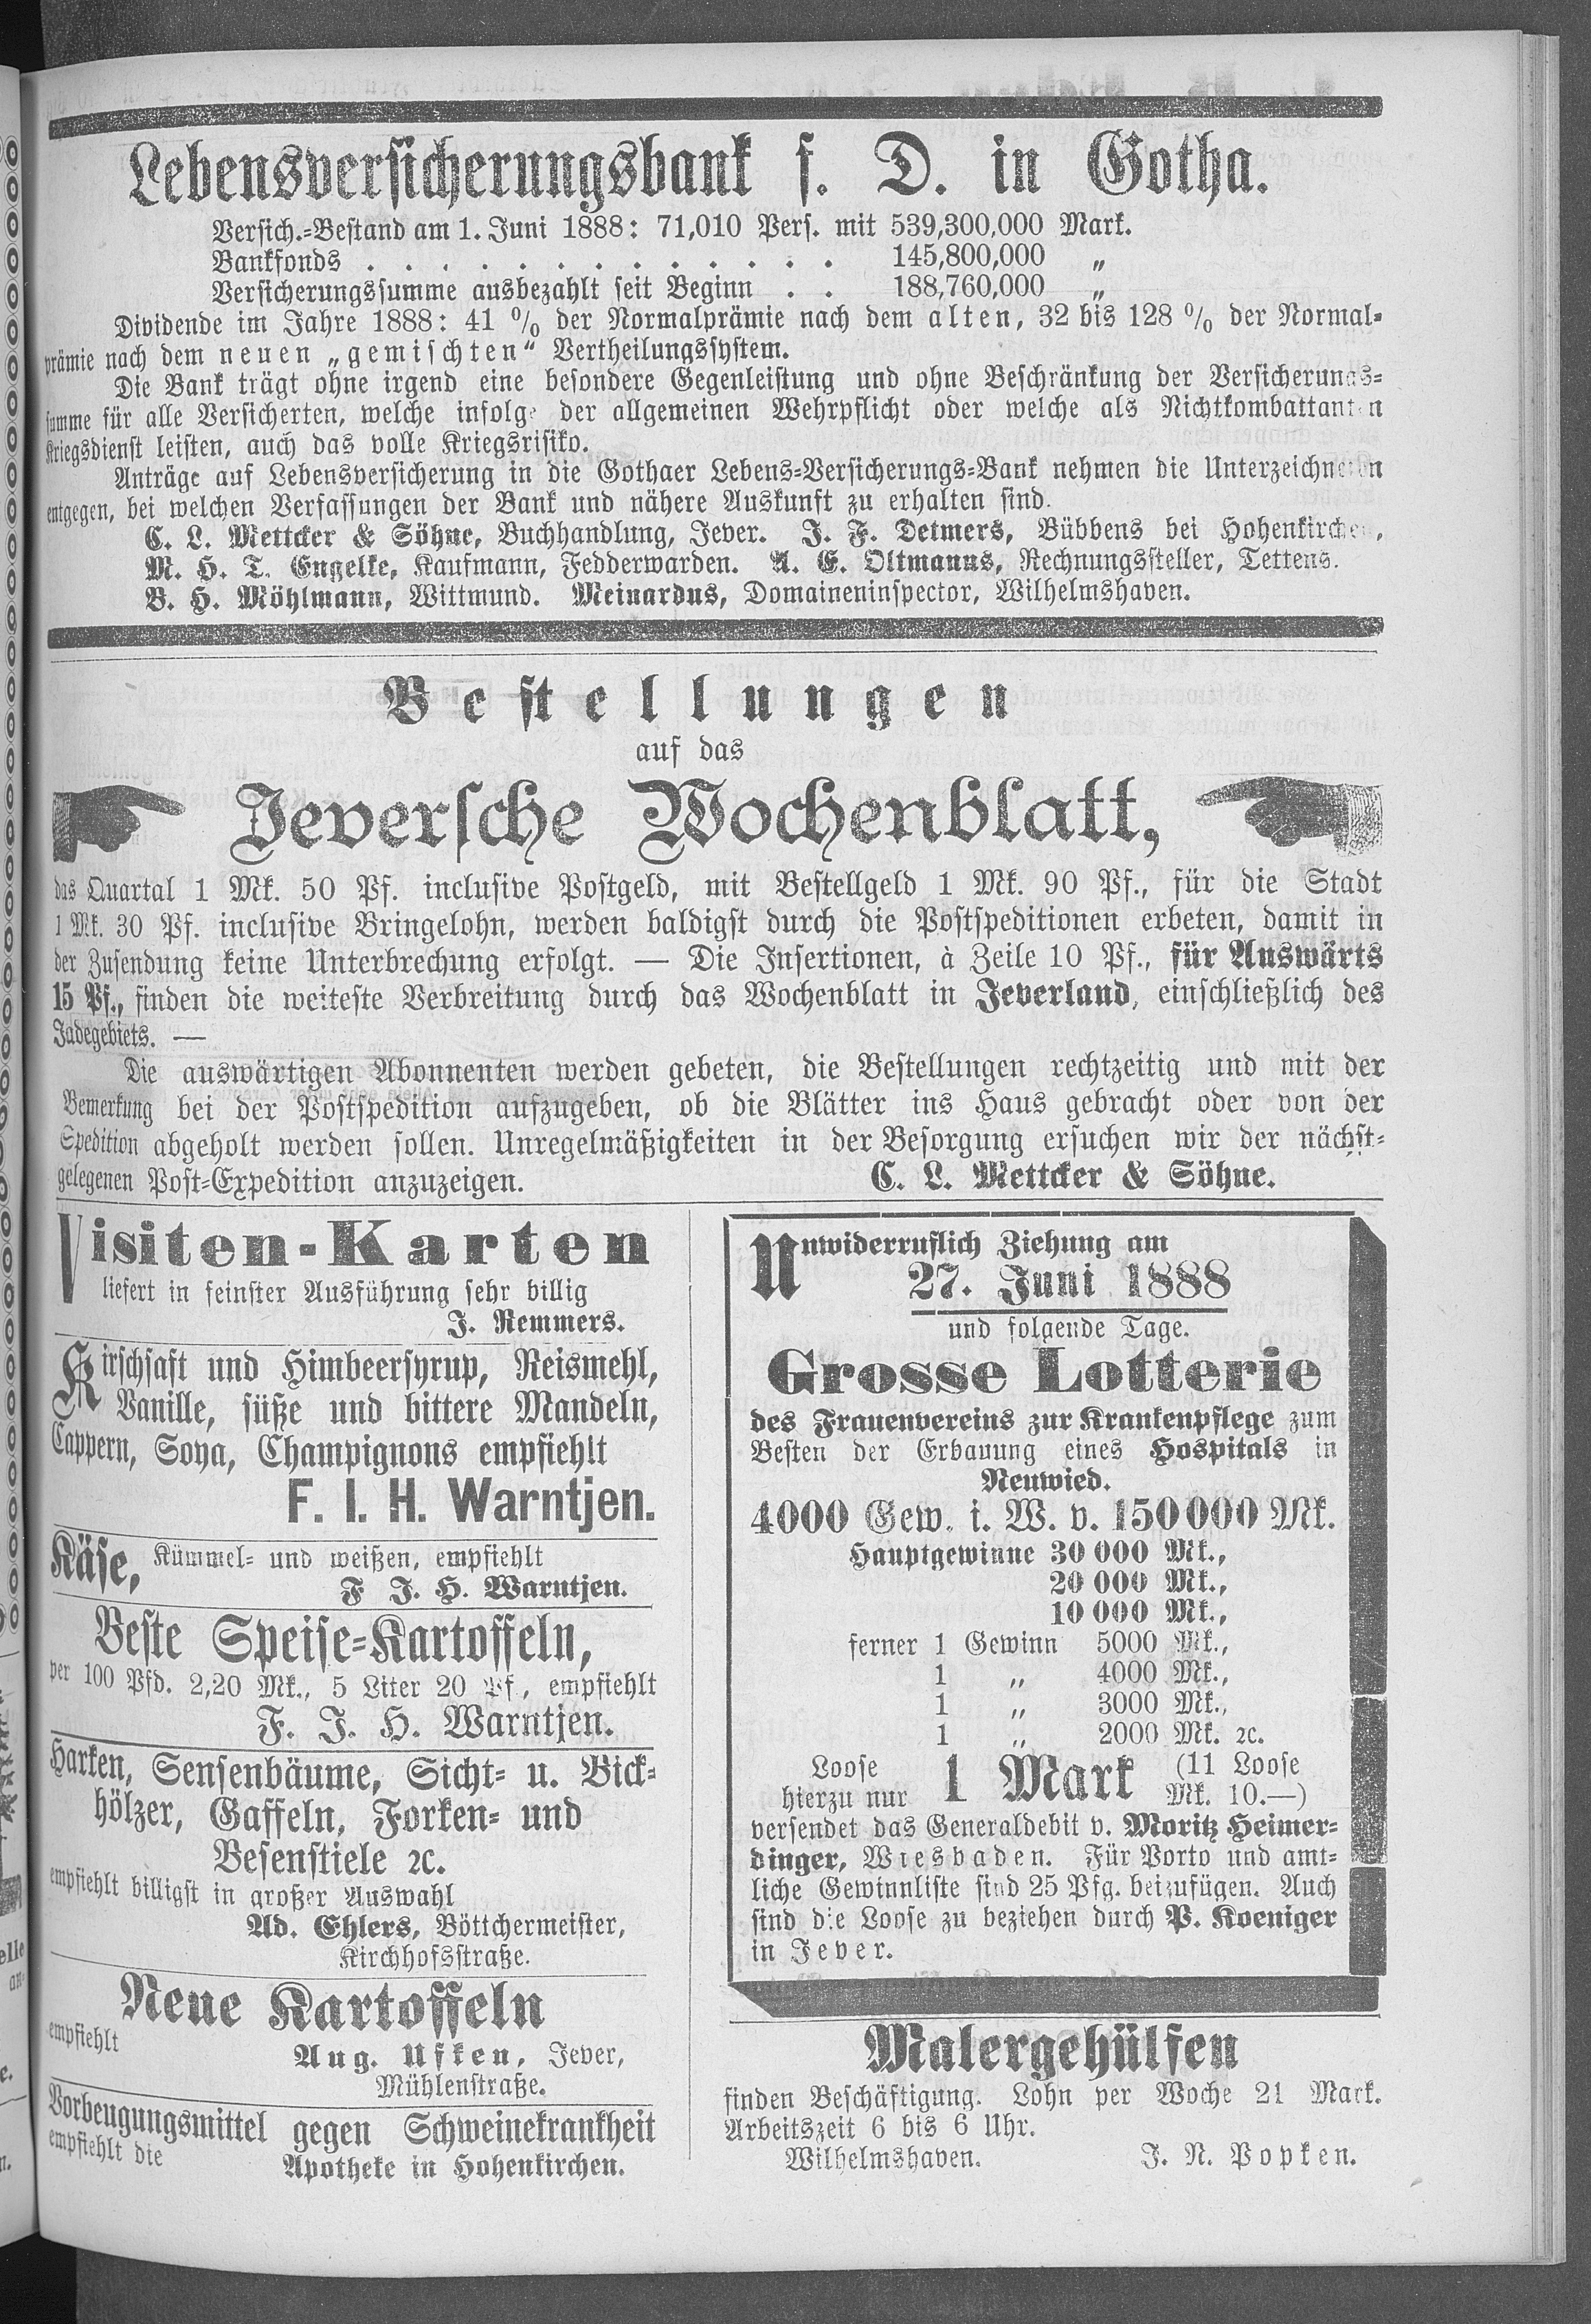 Lebensversicherungsbank f. D. in Gotha.
Versich.-Bestand am 1. Juni 1888: 71,010 Pers. mit 539,300,000 Mark.
Bankfonds . . . . . . . . . . . . . 145,800,000 „
Versicherungssumme ausbezahlt seit Beginn . . 188,760,000 „
Dividende im Jahre 1888: 41 % der Normalprämie nach dem alten, 32 bis 128 % der Normal-
prämie nach dem neuen „gemischten“ Vertheilungssystem.
Die Bank trägt ohne irgend eine besondere Gegenleistung und ohne Beschränkung der Versicherungs-
summe für alle Versicherten, welche infolge der allgemeinen Wehrpflicht oder welche als Nichtkombattanten
Kriegsdienst leisten, auch das volle Kriegsrisiko.
Anträge auf Lebensversicherung in die Gothaer Lebens-Versicherungs-Bank nehmen die Unterzeichneten
entgegen, bei welchen Verfassungen der Bank und nähere Auskunft zu erhalten sind.
C. L. Mettcker & Söhne, Buchhandlung, Jever. J. F. Detmers, Bübbens bei Hohenkirchen,
M. H. T. Engelke, Kaufmann, Fedderwarden. A. E. Oltmanns, Rechnungssteller, Tettens.
B. H. Möhlmann, Wittmund. Meinardus, Domaineninspector, Wilhelmshaven.
Bestellungen
auf das
Jeversche Wochenblatt,
das Quartal 1 Mk. 50 Pf. inclusive Postgeld, mit Bestellgeld 1 Mk. 90 Pf., für die Stadt
1 Mk. 30 Pf. inclusive Bringelohn, werden baldigst durch die Postspeditionen erbeten, damit in
der Zusendung keine Unterbrechung erfolgt. — Die Insertionen, à Zeile 10 Pf., für Auswärts
15 Pf., finden die weiteste Verbreitung durch das Wochenblatt in Jeverland, einschließlich des
Jadegebiets. —
Die auswärtigen Abonnenten werden gebeten, die Bestellungen rechtzeitig und mit der
Bemerkung bei der Postspedition aufzugeben, ob die Blätter ins Haus gebracht oder von der
Spedition abgeholt werden sollen. Unregelmäßigkeiten in der Besorgung ersuchen wir der nächst-
gelegenen Post-Expedition anzuzeigen. C. L. Mettcker & Söhne.
Visiten-Karten
liefert in feinster Ausführung sehr billig
J. Remmers.
Kirschsaft und Himbeersyrup, Reismehl,
Vanille, süße und bittere Mandeln,
Cappern, Soya, Champignons empfiehlt
F. I. H. Warntjen.
Käse, Kümmel- und weißen, empfiehlt
F J. H. Warntjen.
Beste Speise-Kartoffeln,
per 100 Pfd. 2,20 Mk., 5 Liter 20 Pf, empfiehlt
F. J. H. Warntjen.
Harken, Sensenbäume, Sicht- u. Bick-
hölzer, Gaffeln, Forken- und
Besenstiele ꝛc.
empfiehlt billigst in großer Auswahl
Ad. Ehlers, Böttchermeister,
Kirchhofsstraße.
Neue Kartoffeln
empfiehlt
Aug. Ufken, Jever,
Mühlenstraße.
Vorbeugungsmittel gegen Schweinekrankheit
empfiehlt die
Apotheke in Hohenkirchen.
Unwiderruflich Ziehung am
27. Juni 1888
und folgende Tage.
Grosse Lotterie
des Frauenvereins zur Krankenpflege zum
Besten der Erbauung eines Hospitals in
Neuwied.
4000 Gew. i. W. v. 150 000 Mk.
Hauptgewinne 30 000 Mk.,
20 000 Mk.,
10 000 Mk.,
ferner 1 Gewinn 5000 Mk.,
1 „ 4000 Mk.,
1 „ 3000 Mk.,
1 „ 2000 Mk. ꝛc.
Loose hierzu nur 1 Mark (11 Loose Mk. 10.—)
versendet das Generaldebit v. Moritz Heimer-
dinger, Wiesbaden. Für Porto und amt-
liche Gewinnliste sind 25 Pfg. beizufügen. Auch
sind die Loose zu beziehen durch P. Koeniger
in Jever.
Malergehülfen
finden Beschäftigung. Lohn per Woche 21 Mark.
Arbeitszeit 6 bis 6 Uhr.
Wilhelmshaven. J. N. Popken.